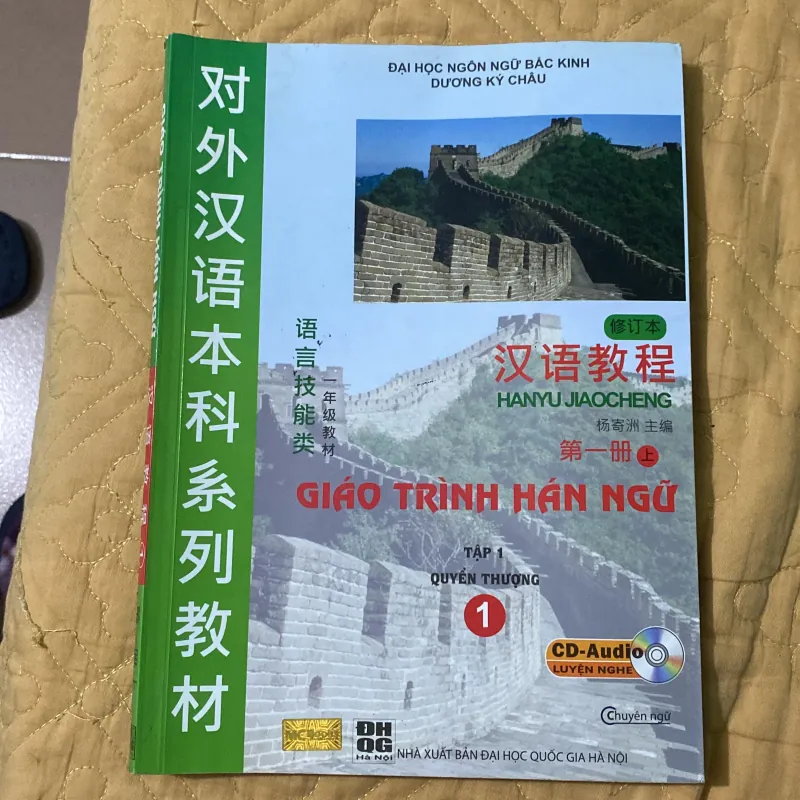 对外汉语本科系列教材
ĐẠI HỌC NGÔN NGỮ BẮC KINH
DƯƠNG KÝ CHÂU
语言技能类
一年级教材
修订本
汉语教程
HANYU JIAOCHENG
杨寄洲 主编
第一册 上
GIÁO TRÌNH HÁN NGỮ
TẬP 1
QUYỂN THƯỢNG
1
CD-Audio
LUYỆN NGHE
Chuyên ngữ
ĐH
QG
Hà Nội
NHÀ XUẤT BẢN ĐẠI HỌC QUỐC GIA HÀ NỘI